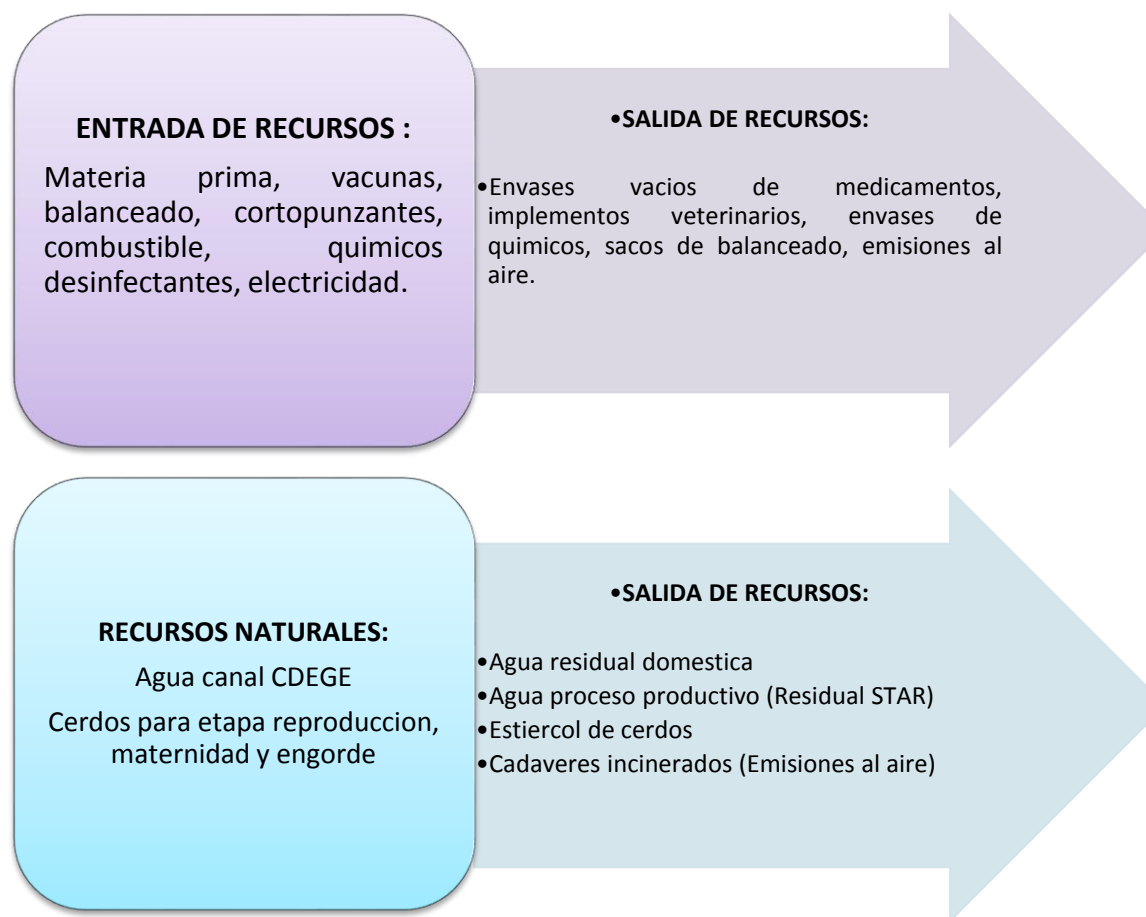 ENTRADA DE RECURSOS :
Materia prima, vacunas,
balanceado, cortopunzantes,
combustible, quimicos
desinfectantes, electricidad.
•SALIDA DE RECURSOS:
•Envases vacios de medicamentos,
implementos veterinarios, envases de
quimicos, sacos de balanceado, emisiones al
aire.
RECURSOS NATURALES:
Agua canal CDEGE
Cerdos para etapa reproduccion,
maternidad y engorde
•SALIDA DE RECURSOS:
•Agua residual domestica
•Agua proceso productivo (Residual STAR)
•Estiercol de cerdos
•Cadaveres incinerados (Emisiones al aire)